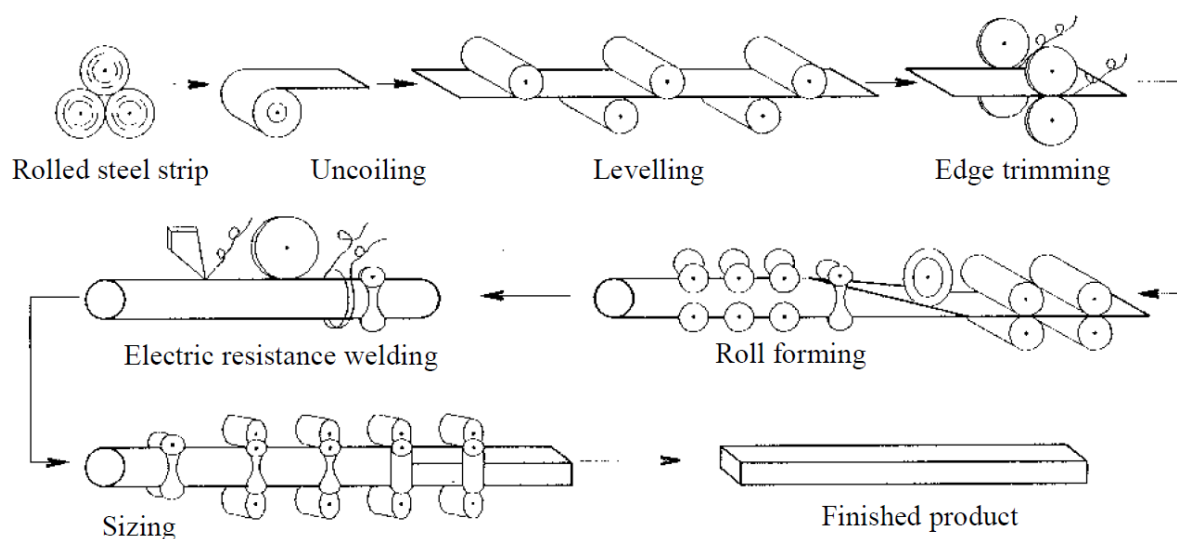 Rolled steel strip
Uncoiling
Levelling
Edge trimming
Electric resistance welding
Roll forming
Sizing
Finished product